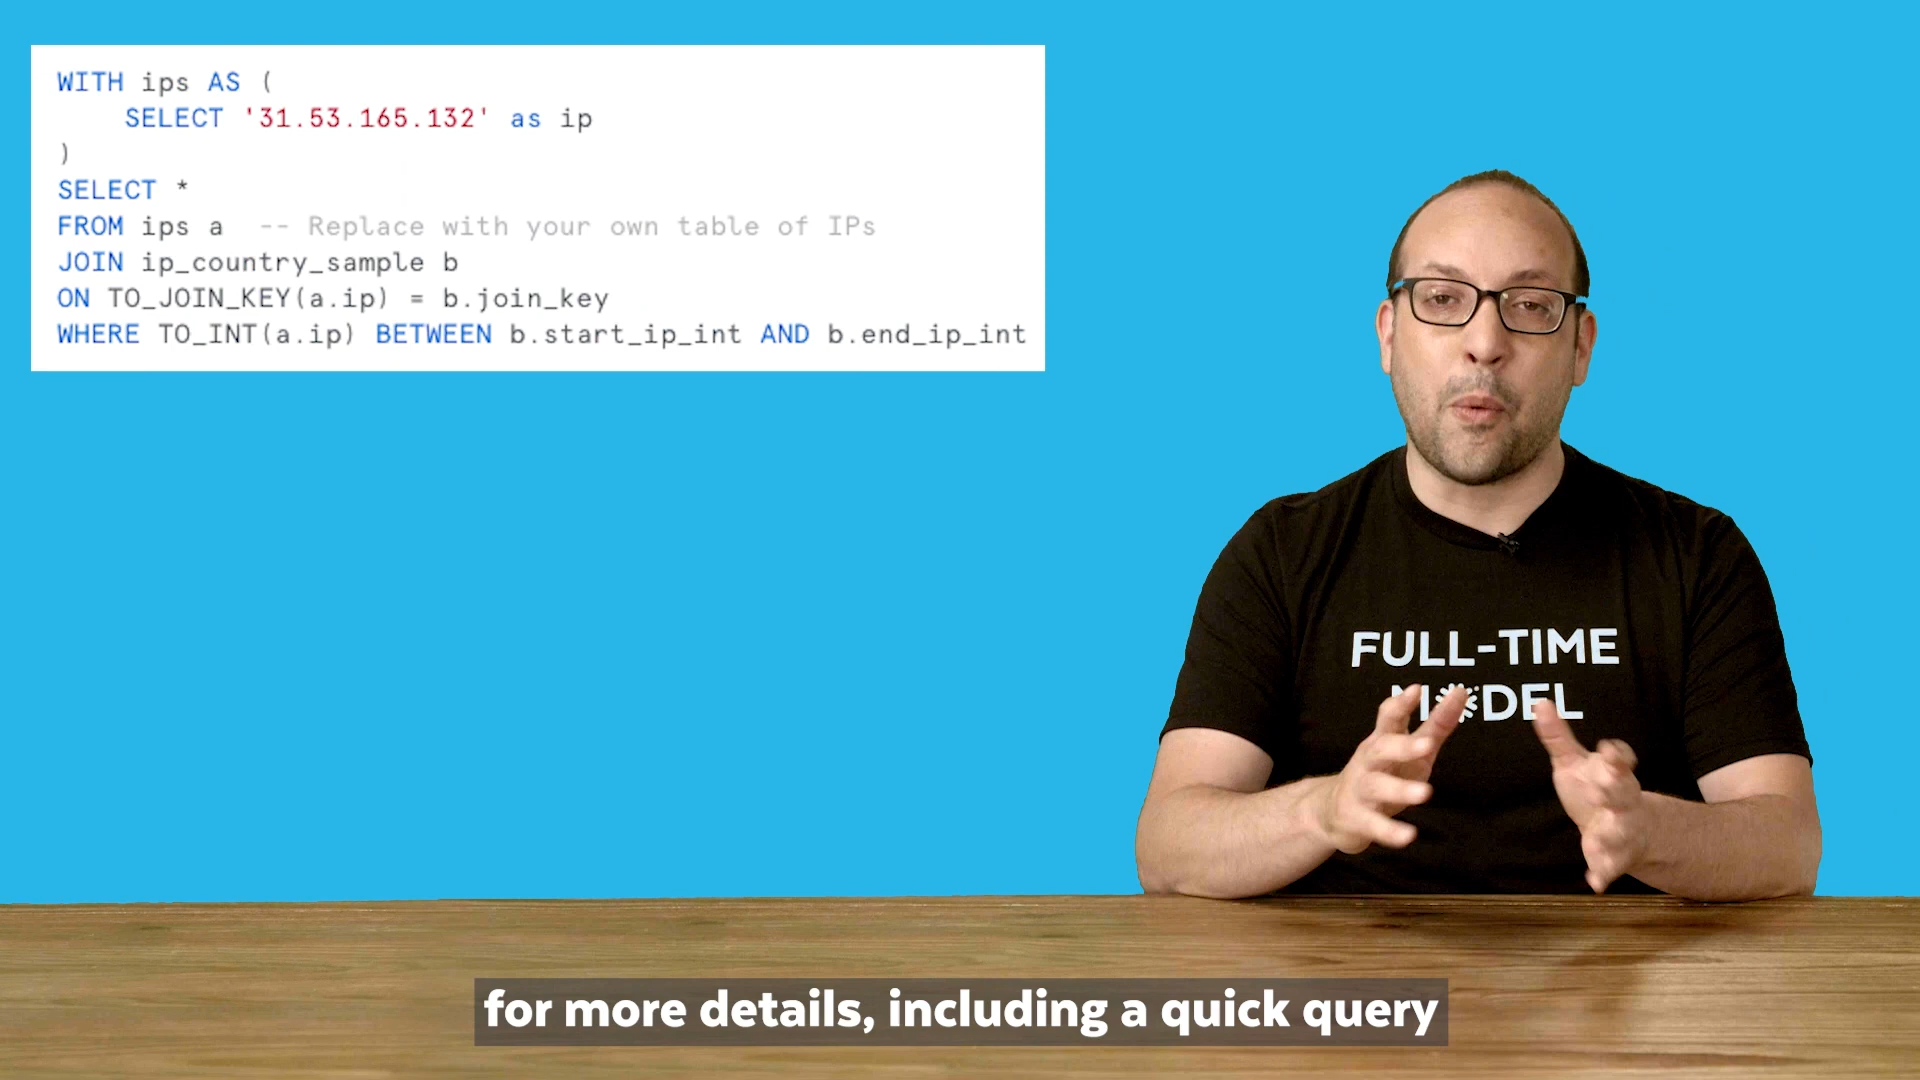 WITH ips AS (
SELECT '31.53.165.132' as ip
)
SELECT *
FROM ips a -- Replace with your own table of IPs
JOIN ip_country_sample b
ON TO_JOIN_KEY(a.ip) = b.join_key
WHERE TO_INT(a.ip) BETWEEN b.start_ip_int AND b.end_ip_int
FULL-TIME
MODEL
for more details, including a quick query